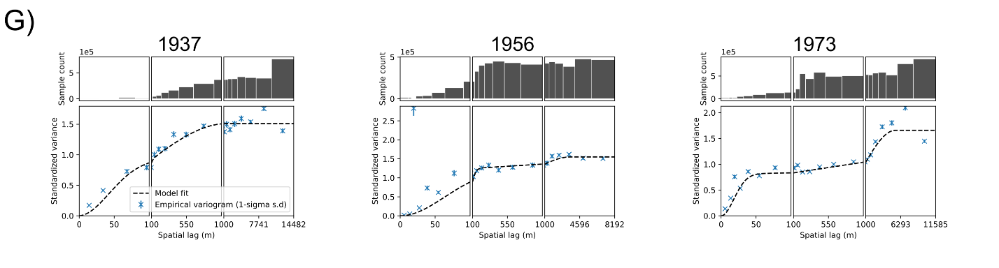 G)
1937
1e5
Sample count
5
0
Standardized variance
1.5
1.0
0.5
0.0
Model fit
Empirical variogram (1-sigma s.d)
0 50 100 550 1000 7741 14482
Spatial lag (m)
1956
1e5
Sample count
5
0
Standardized variance
2.5
2.0
1.5
1.0
0.5
0.0
0 50 100 550 1000 4596 8192
Spatial lag (m)
1973
1e5
Sample count
5
0
Standardized variance
2.0
1.5
1.0
0.5
0.0
0 50 100 550 1000 6293 11585
Spatial lag (m)